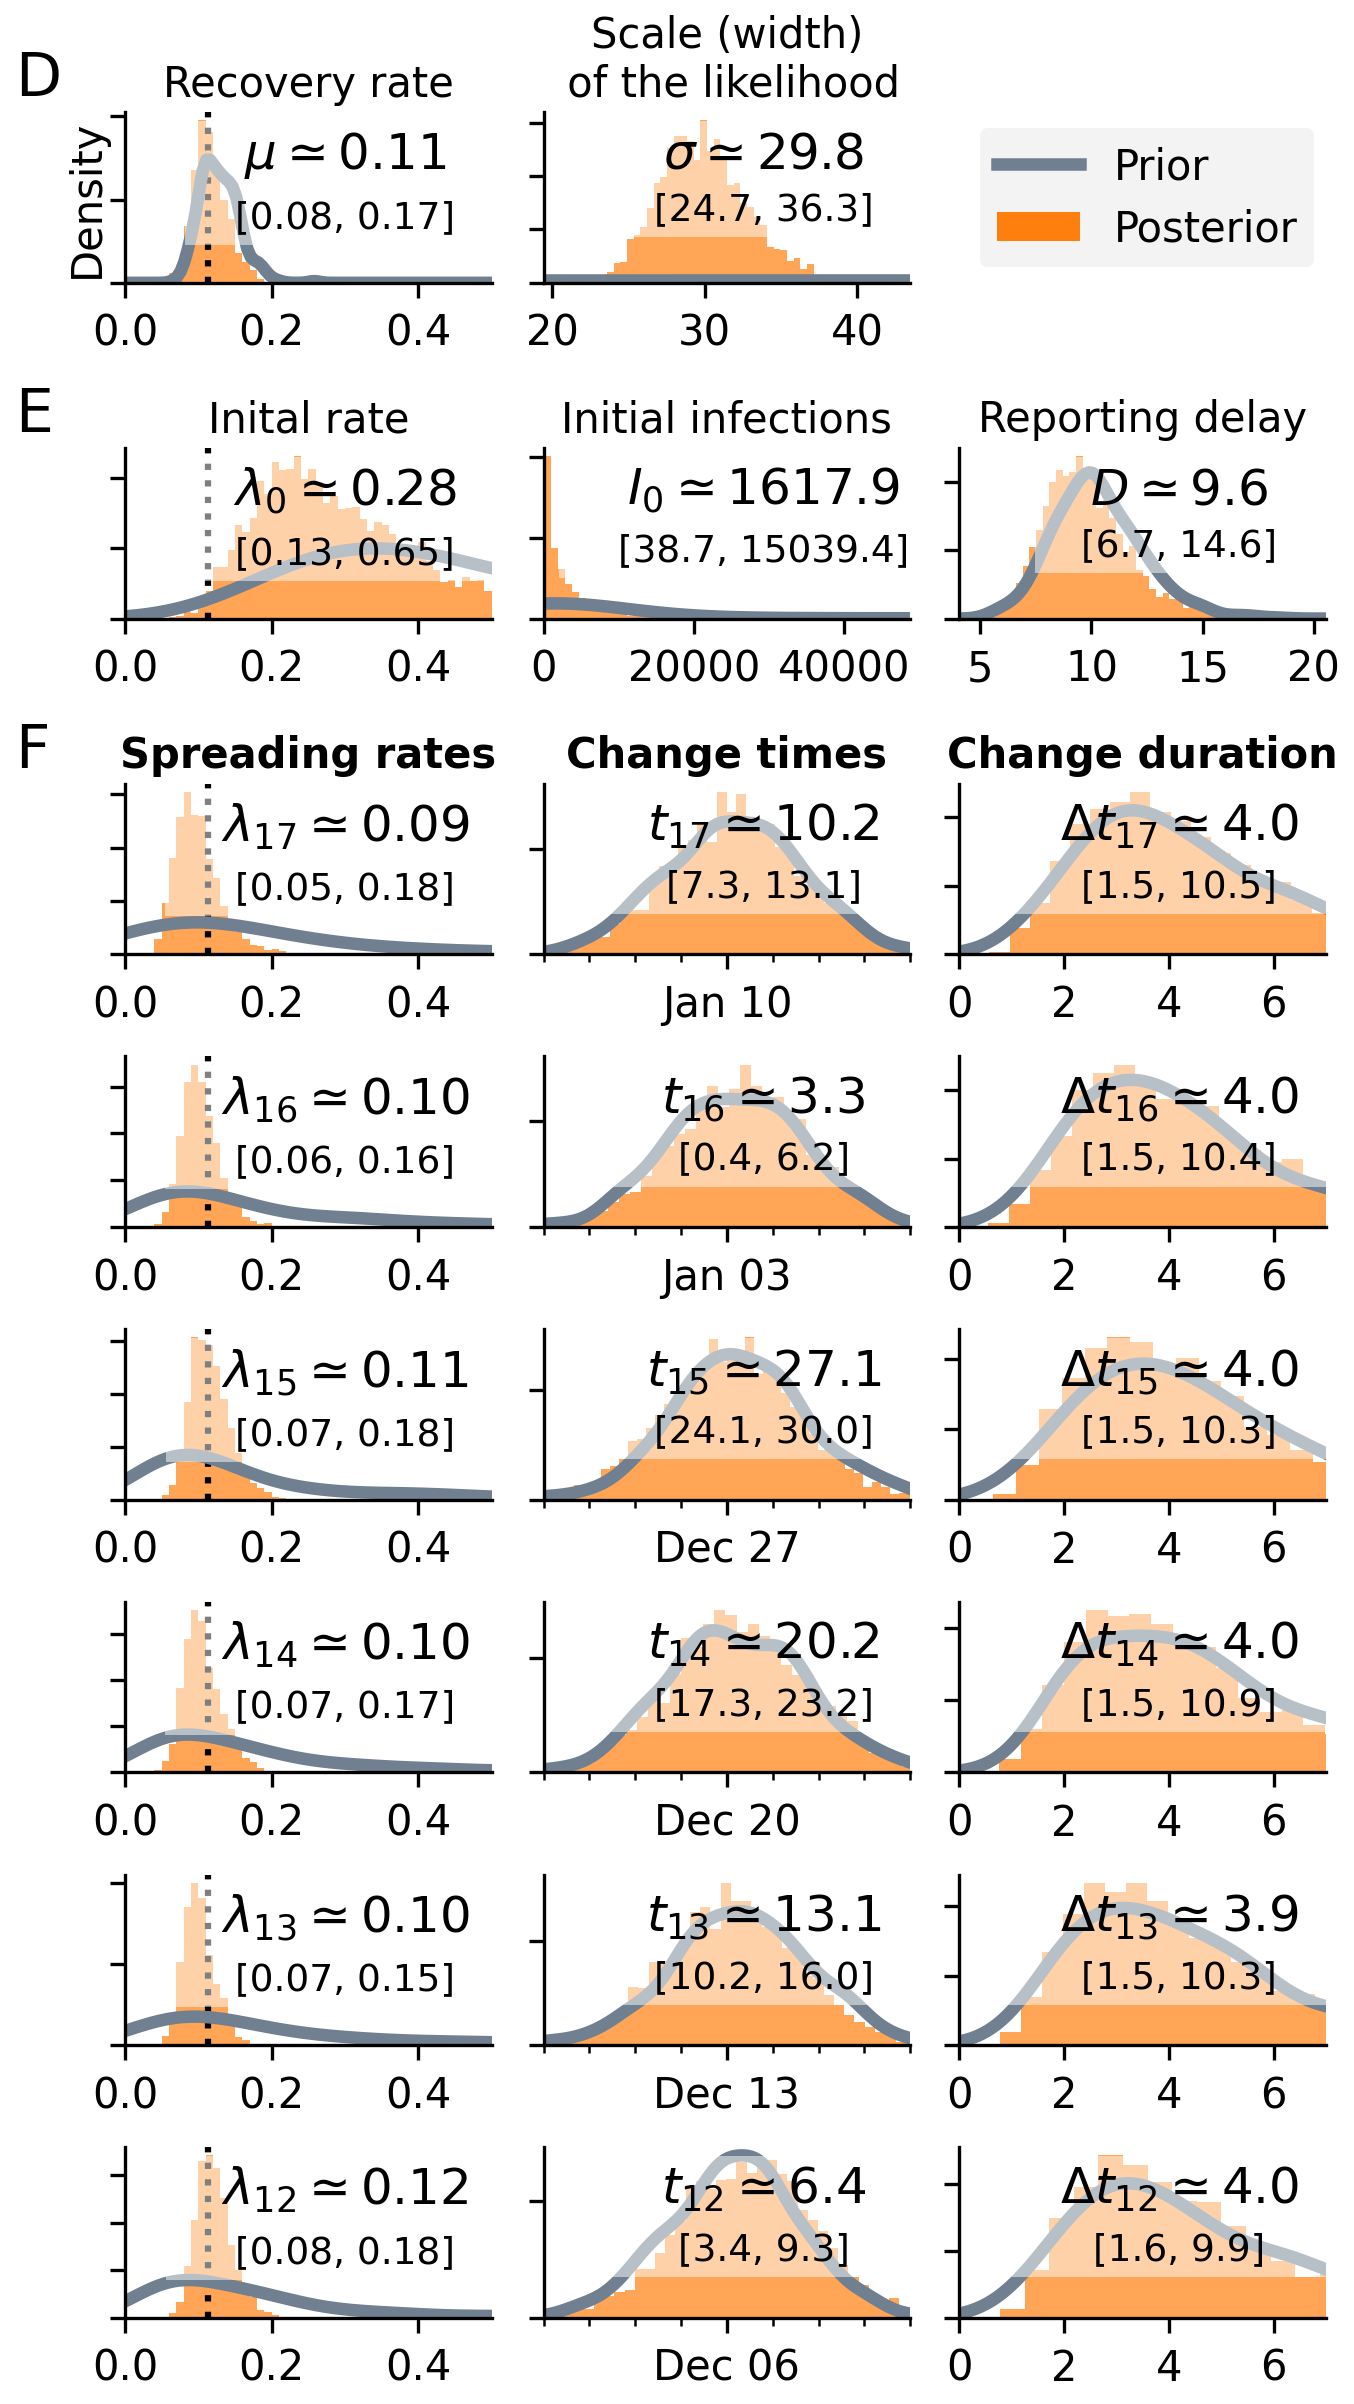 D
Recovery rate
Scale (width)
of the likelihood
Density
μ ≃ 0.11
[0.08, 0.17]
σ ≃ 29.8
[24.7, 36.3]
Prior
Posterior
0.0 0.2 0.4
20 30 40
E
Inital rate
Initial infections
Reporting delay
λ₀ ≃ 0.28
[0.13, 0.65]
I₀ ≃ 1617.9
[38.7, 15039.4]
D ≃ 9.6
[6.7, 14.6]
0.0 0.2 0.4
0 20000 40000
5 10 15 20
F
Spreading rates
Change times
Change duration
λ₁₇ ≃ 0.09
[0.05, 0.18]
t₁₇ ≃ 10.2
[7.3, 13.1]
Δt₁₇ ≃ 4.0
[1.5, 10.5]
0.0 0.2 0.4
Jan 10
0 2 4 6
λ₁₆ ≃ 0.10
[0.06, 0.16]
t₁₆ ≃ 3.3
[0.4, 6.2]
Δt₁₆ ≃ 4.0
[1.5, 10.4]
0.0 0.2 0.4
Jan 03
0 2 4 6
λ₁₅ ≃ 0.11
[0.07, 0.18]
t₁₅ ≃ 27.1
[24.1, 30.0]
Δt₁₅ ≃ 4.0
[1.5, 10.3]
0.0 0.2 0.4
Dec 27
0 2 4 6
λ₁₄ ≃ 0.10
[0.07, 0.17]
t₁₄ ≃ 20.2
[17.3, 23.2]
Δt₁₄ ≃ 4.0
[1.5, 10.9]
0.0 0.2 0.4
Dec 20
0 2 4 6
λ₁₃ ≃ 0.10
[0.07, 0.15]
t₁₃ ≃ 13.1
[10.2, 16.0]
Δt₁₃ ≃ 3.9
[1.5, 10.3]
0.0 0.2 0.4
Dec 13
0 2 4 6
λ₁₂ ≃ 0.12
[0.08, 0.18]
t₁₂ ≃ 6.4
[3.4, 9.3]
Δt₁₂ ≃ 4.0
[1.6, 9.9]
0.0 0.2 0.4
Dec 06
0 2 4 6